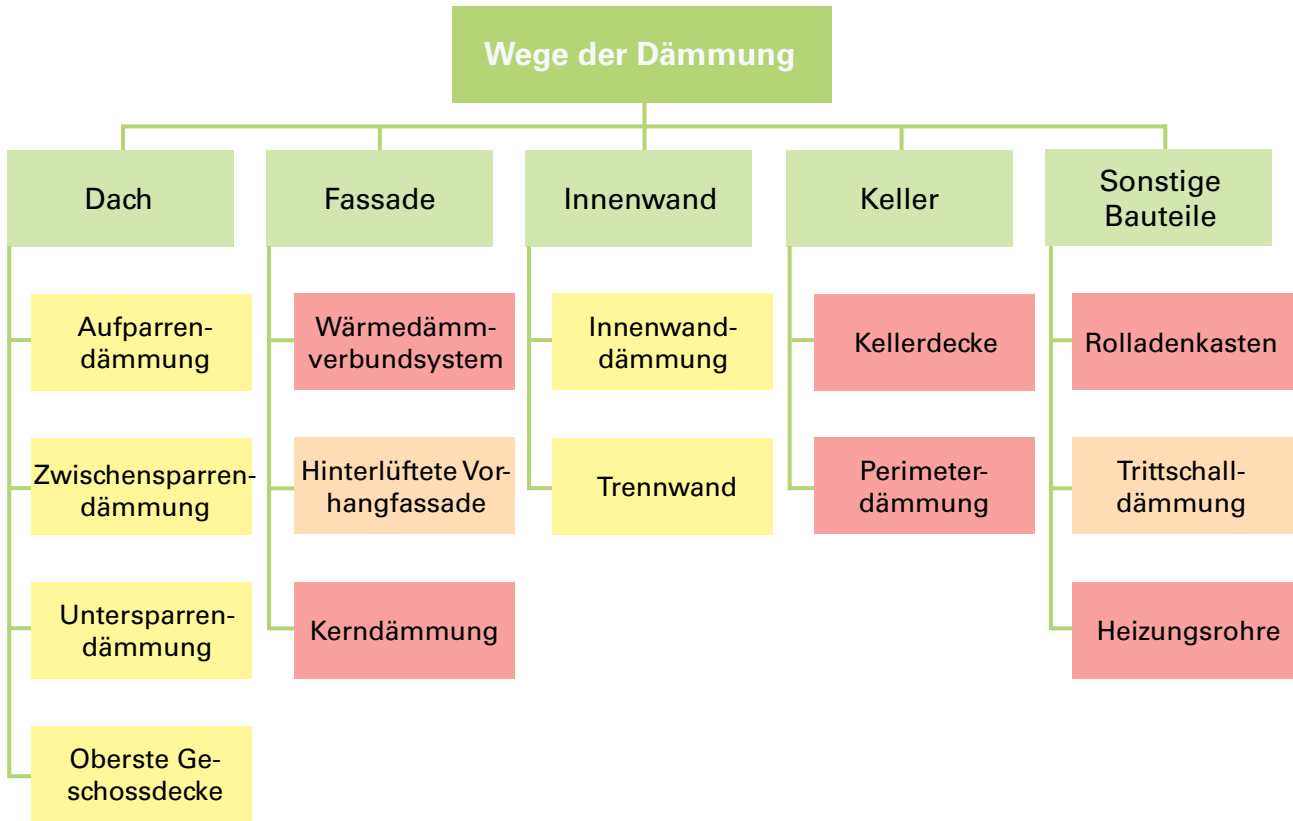 Wege der Dämmung
Dach
Aufparren-
dämmung
Zwischensparren-
dämmung
Untersparren-
dämmung
Oberste Ge-
schossdecke
Fassade
Wärmedämm-
verbundsystem
Hinterlüftete Vor-
hangfassade
Kerndämmung
Innenwand
Innenwand-
dämmung
Trennwand
Keller
Kellerdecke
Perimeter-
dämmung
Sonstige
Bauteile
Rolladenkasten
Trittschall-
dämmung
Heizungsrohre